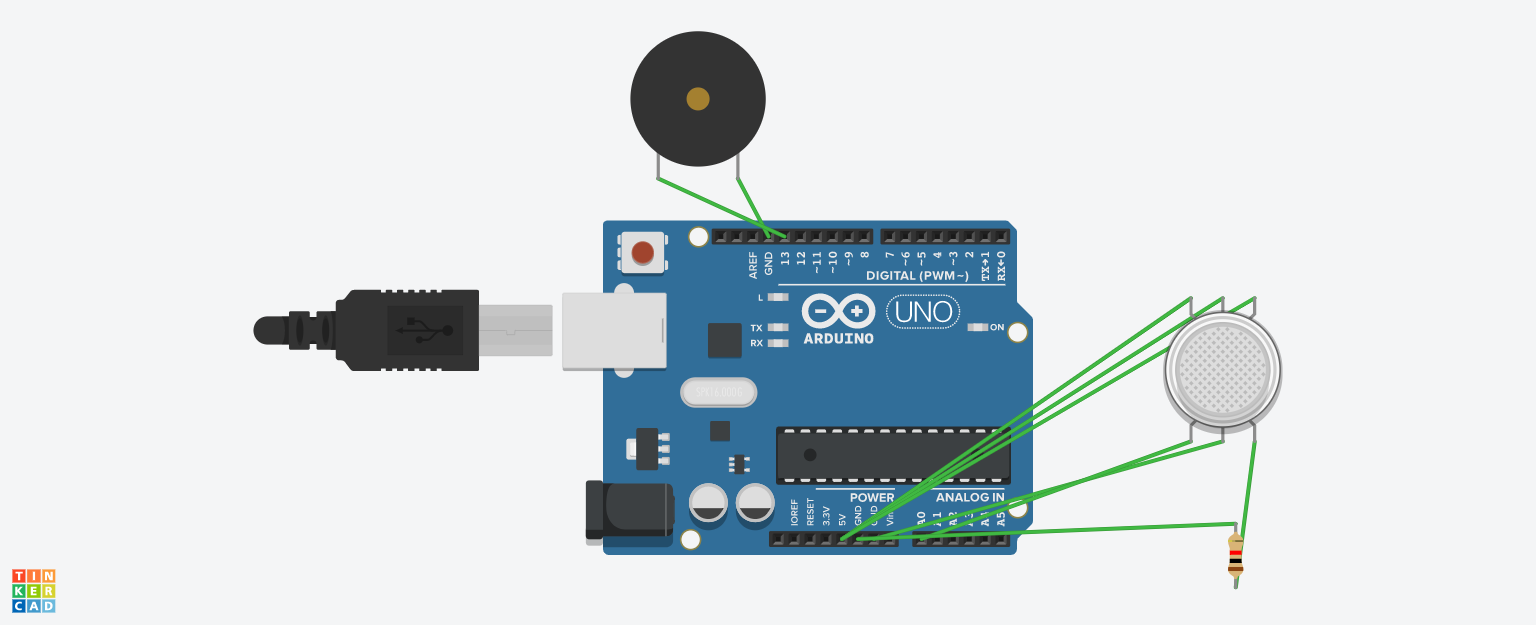 AREF
GND
13
12
~11
~10
~9
8
7
~6
~5
4
~3
2
TX→1
RX←0
DIGITAL (PWM~)
L
TX
RX
ARDUINO
UNO
ON
POWER
ANALOG IN
IOREF
RESET
3.3V
5V
GND
GND
Vin
A0
A1
A2
A3
A4
A5
TIN
KER
CAD